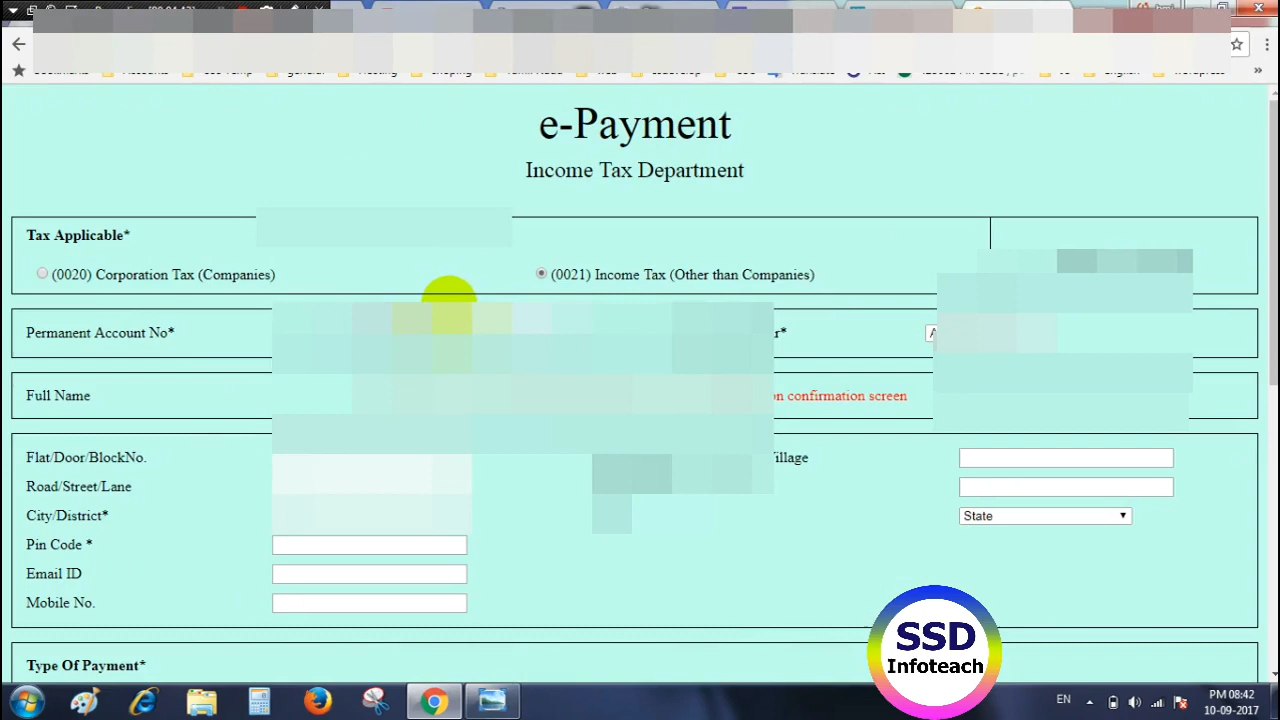 e-Payment
Income Tax Department
Tax Applicable*
(0020) Corporation Tax (Companies) (0021) Income Tax (Other than Companies)
Permanent Account No*
Full Name on confirmation screen
Flat/Door/BlockNo.
Road/Street/Lane
City/District* State
Pin Code *
Email ID
Mobile No.
Type Of Payment*
SSD
Infoteach
EN
PM 08:42
10-09-2017